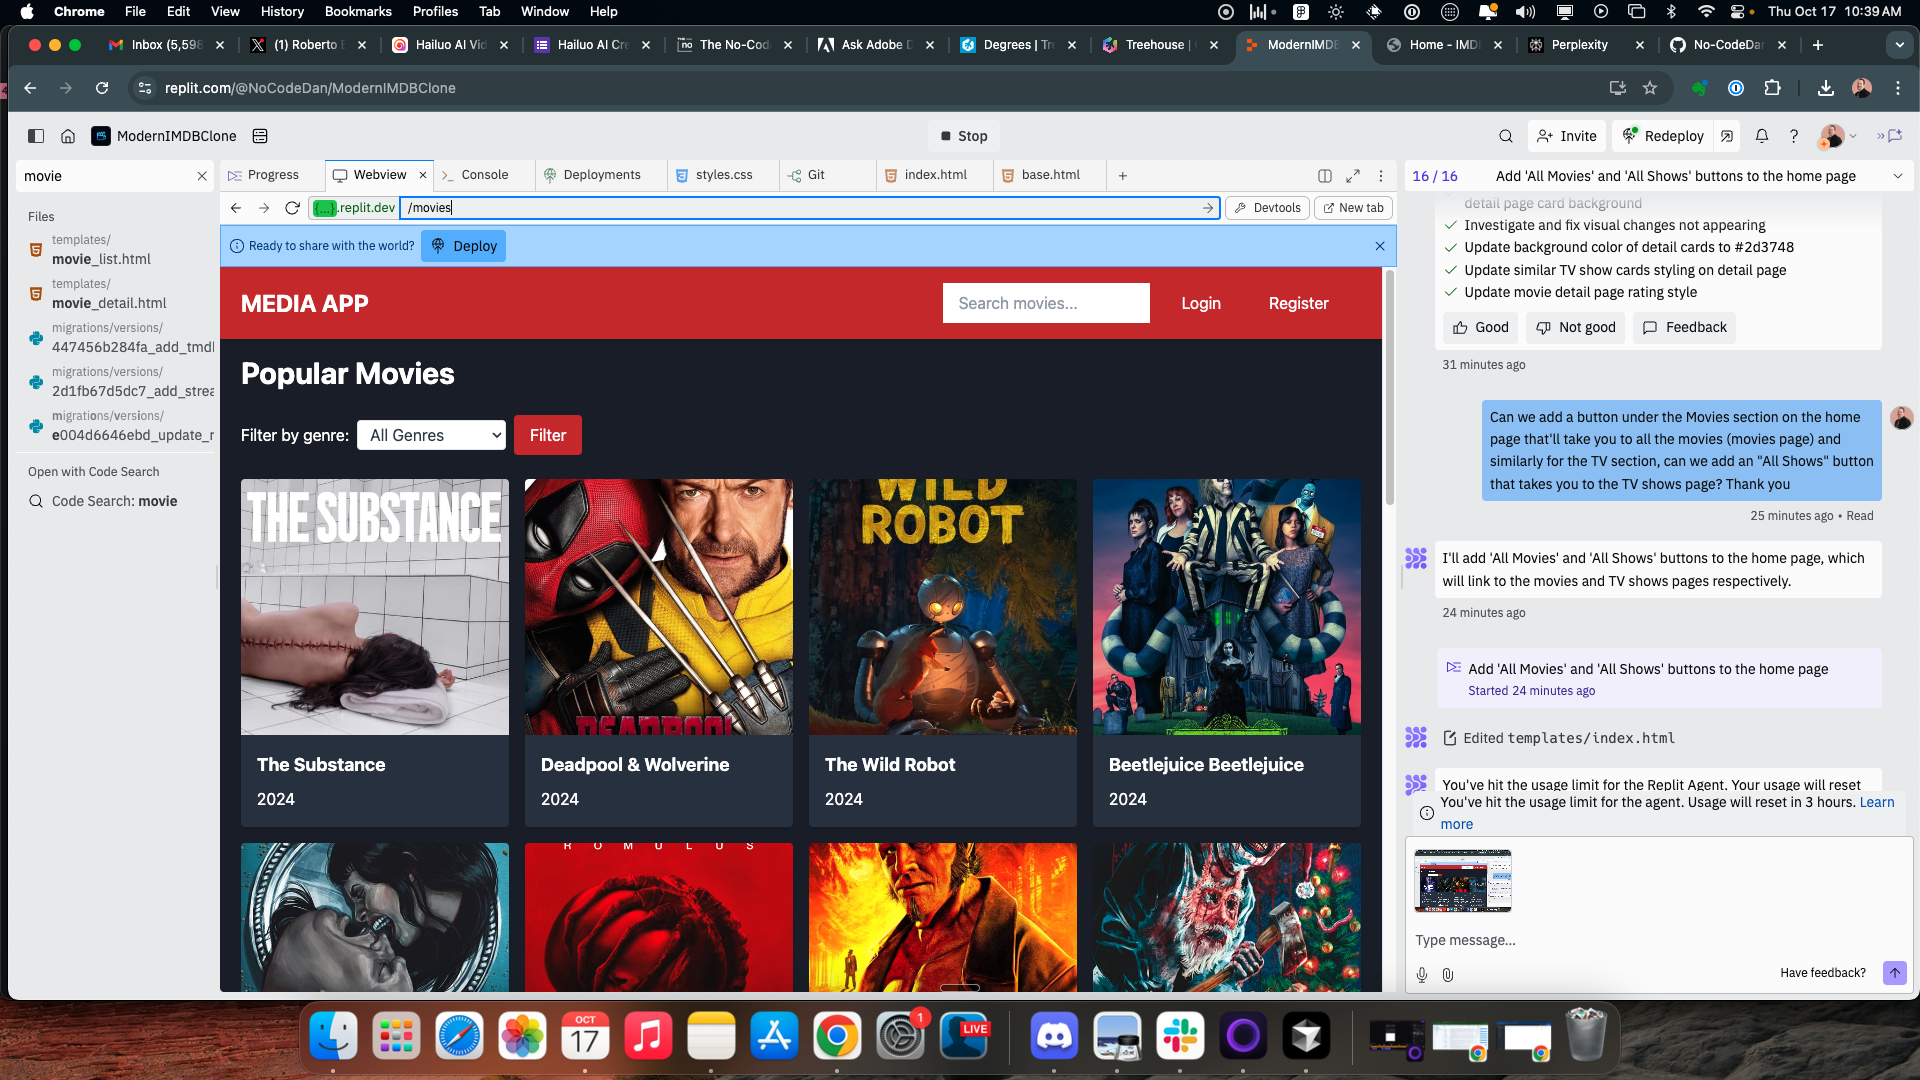 Chrome File Edit View History Bookmarks Profiles Tab Window Help
Thu Oct 17 10:39 AM
Inbox (5,598
(1) Roberto
Hailuo AI Vid
Hailuo AI Cre
The No-Cod
Ask Adobe
Degrees | Tr
Treehouse |
ModernIMDB
Home - IMD
Perplexity
No-CodeDa
replit.com/@NoCodeDan/ModernIMDBClone
ModernIMDBClone
Stop
Invite
Redeploy
movie
Progress
Webview
Console
Deployments
styles.css
Git
index.html
base.html
16 / 16
Add 'All Movies' and 'All Shows' buttons to the home page
{...}.replit.dev
/movies
Devtools
New tab
Ready to share with the world?
Deploy
Files
templates/
movie_list.html
templates/
movie_detail.html
migrations/versions/
447456b284fa_add_tmd
migrations/versions/
2d1fb67d5dc7_add_strea
migrations/versions/
e004d6646ebd_update_r
Open with Code Search
Code Search: movie
MEDIA APP
Search movies...
Login
Register
Popular Movies
Filter by genre:
All Genres
Filter
THE SUBSTANCE
DEADPOOL
WILD
ROBOT
The Substance
2024
Deadpool & Wolverine
2024
The Wild Robot
2024
Beetlejuice Beetlejuice
2024
ROMULUS
detail page card background
Investigate and fix visual changes not appearing
Update background color of detail cards to #2d3748
Update similar TV show cards styling on detail page
Update movie detail page rating style
Good
Not good
Feedback
31 minutes ago
Can we add a button under the Movies section on the home
page that'll take you to all the movies (movies page) and
similarly for the TV section, can we add an "All Shows" button
that takes you to the TV shows page? Thank you
25 minutes ago • Read
I'll add 'All Movies' and 'All Shows' buttons to the home page, which
will link to the movies and TV shows pages respectively.
24 minutes ago
Add 'All Movies' and 'All Shows' buttons to the home page
Started 24 minutes ago
Edited templates/index.html
You've hit the usage limit for the Replit Agent. Your usage will reset
You've hit the usage limit for the agent. Usage will reset in 3 hours. Learn
more
Type message...
Have feedback?
OCT
17
1
LIVE